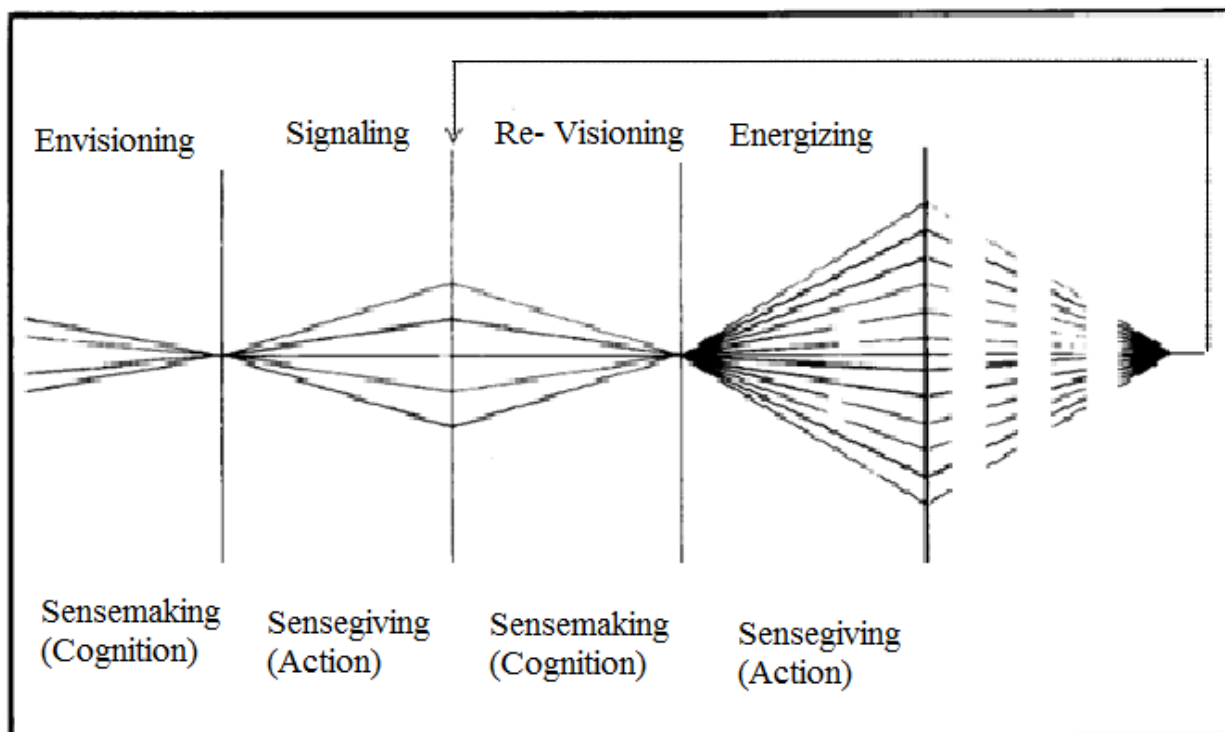 Envisioning
Signaling
Re- Visioning
Energizing
Sensemaking
(Cognition)
Sensegiving
(Action)
Sensemaking
(Cognition)
Sensegiving
(Action)